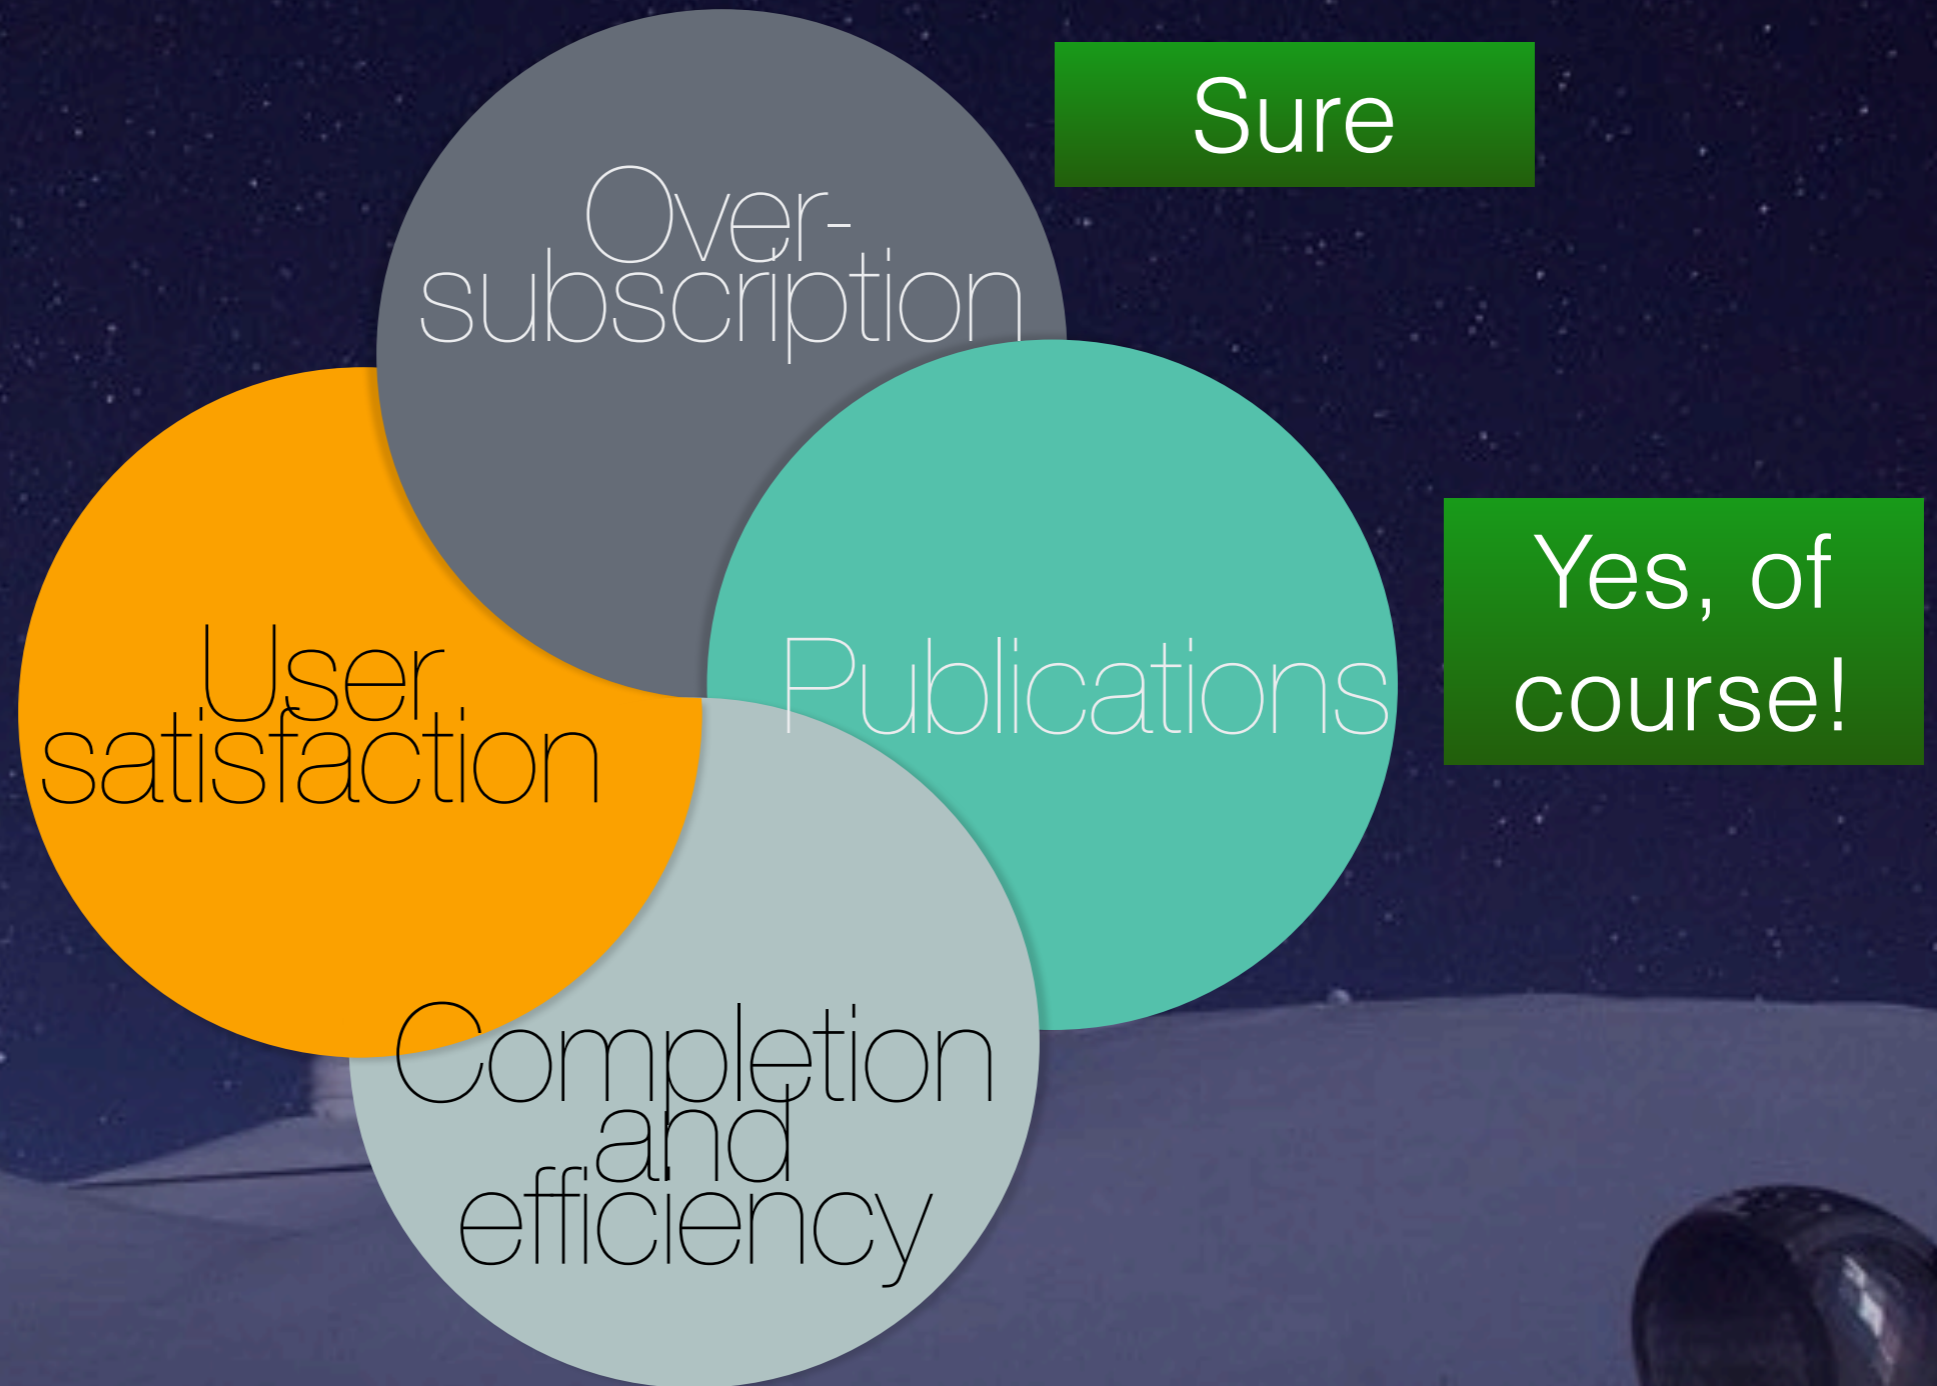 Sure
Over-
subscription
Yes, of
course!
Publications
User
satisfaction
Completion
and
efficiency